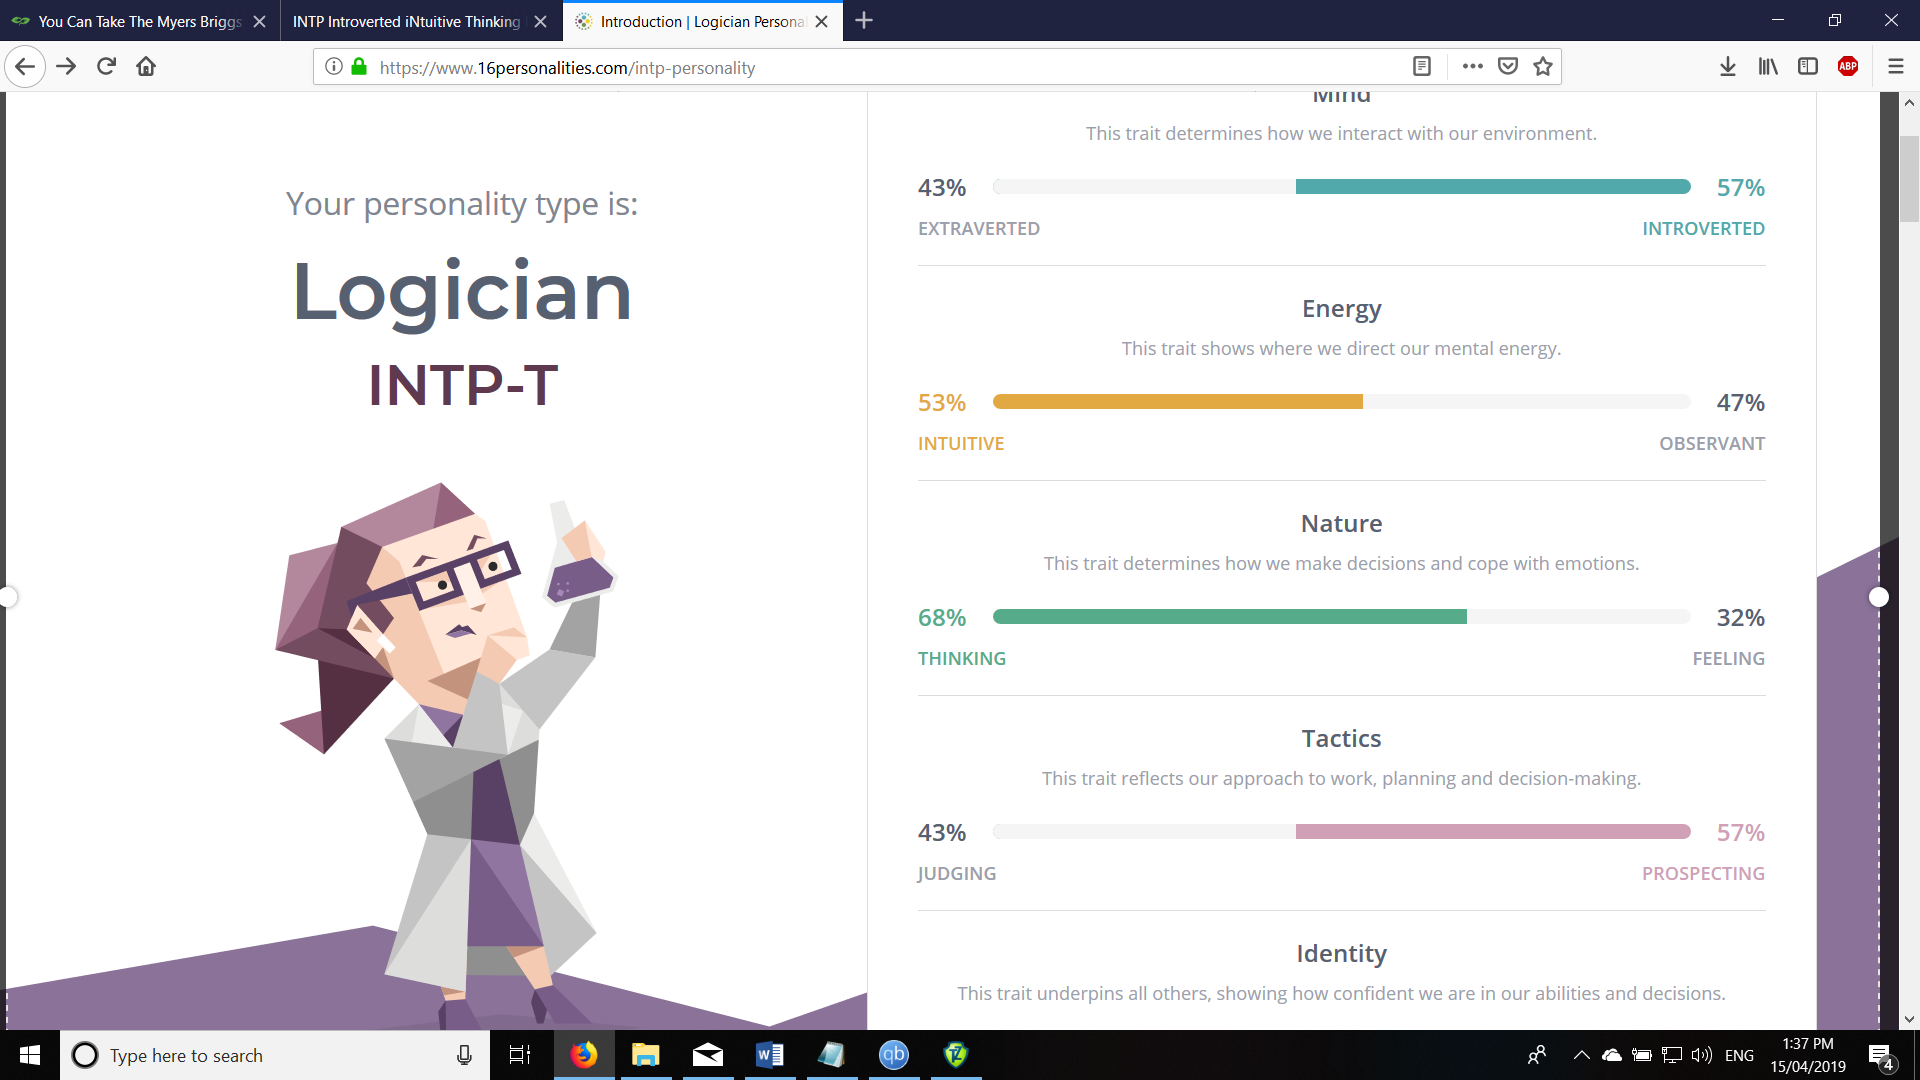 You Can Take The Myers Briggs
INTP Introverted iNtuitive Thinking
Introduction | Logician Persona
https://www.16personalities.com/intp-personality
ABP
Your personality type is:
Logician
INTP-T
Mind
This trait determines how we interact with our environment.
43% 57%
EXTRAVERTED INTROVERTED
Energy
This trait shows where we direct our mental energy.
53% 47%
INTUITIVE OBSERVANT
Nature
This trait determines how we make decisions and cope with emotions.
68% 32%
THINKING FEELING
Tactics
This trait reflects our approach to work, planning and decision-making.
43% 57%
JUDGING PROSPECTING
Identity
This trait underpins all others, showing how confident we are in our abilities and decisions.
Type here to search
W
qb
TZ
ENG
1:37 PM
15/04/2019
4